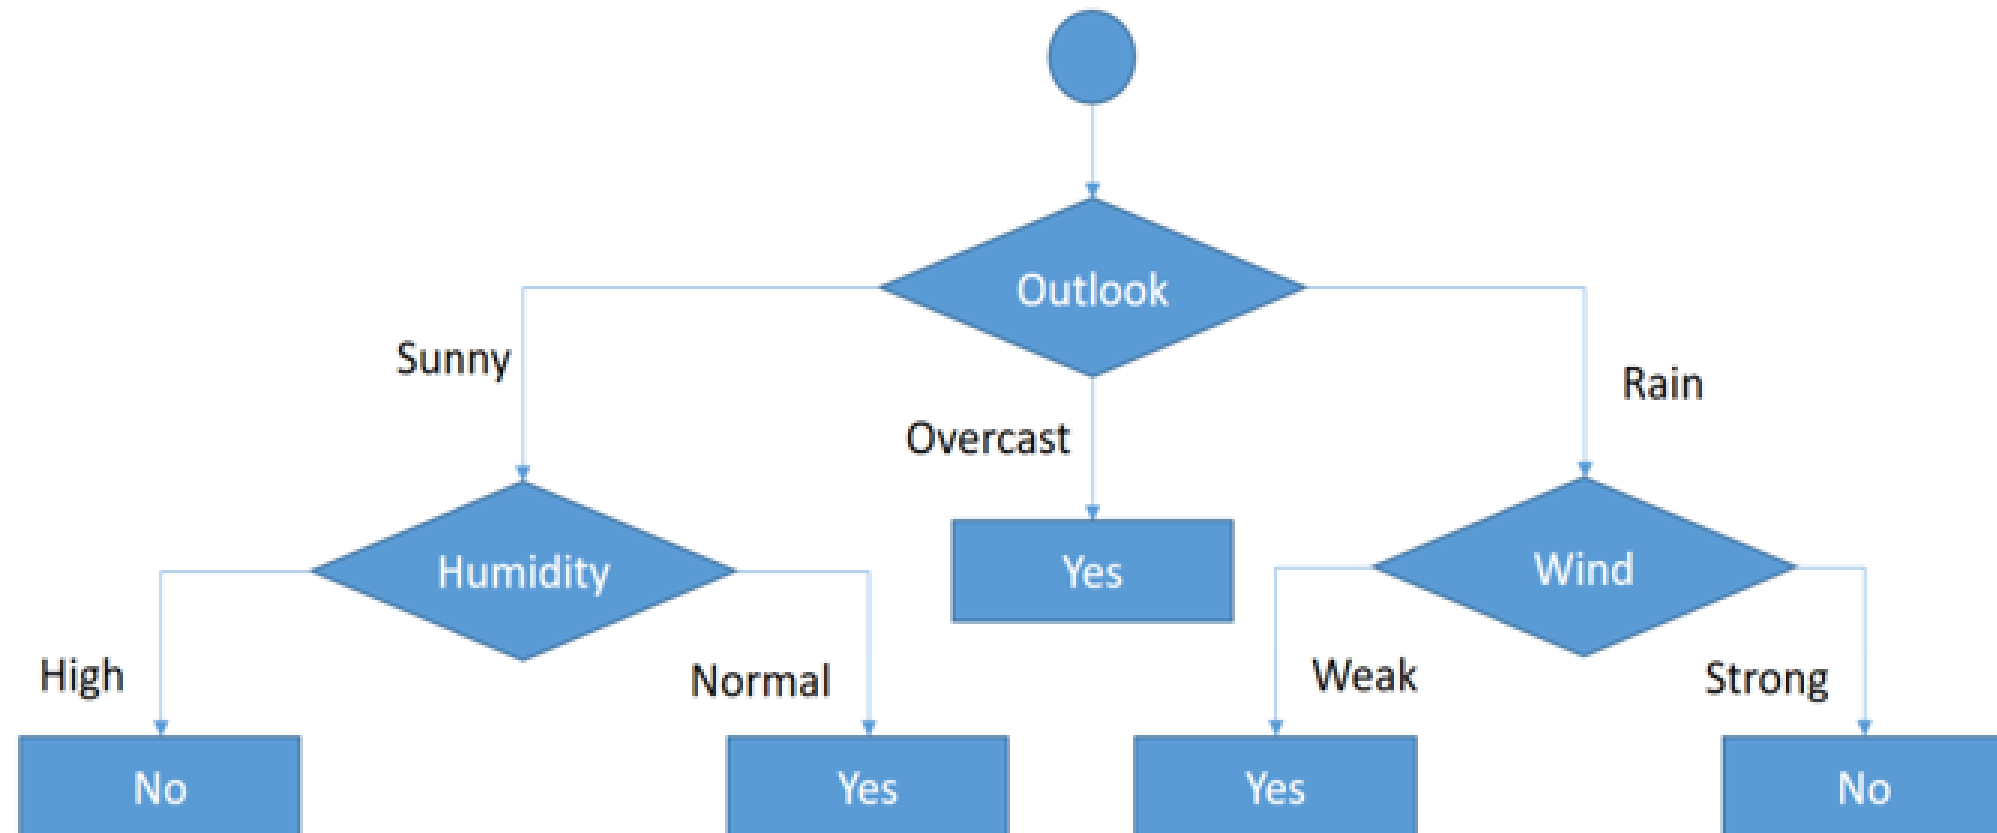 Outlook
Sunny
Rain
Overcast
Humidity
Yes
Wind
High
Normal
Weak
Strong
No
Yes
Yes
No